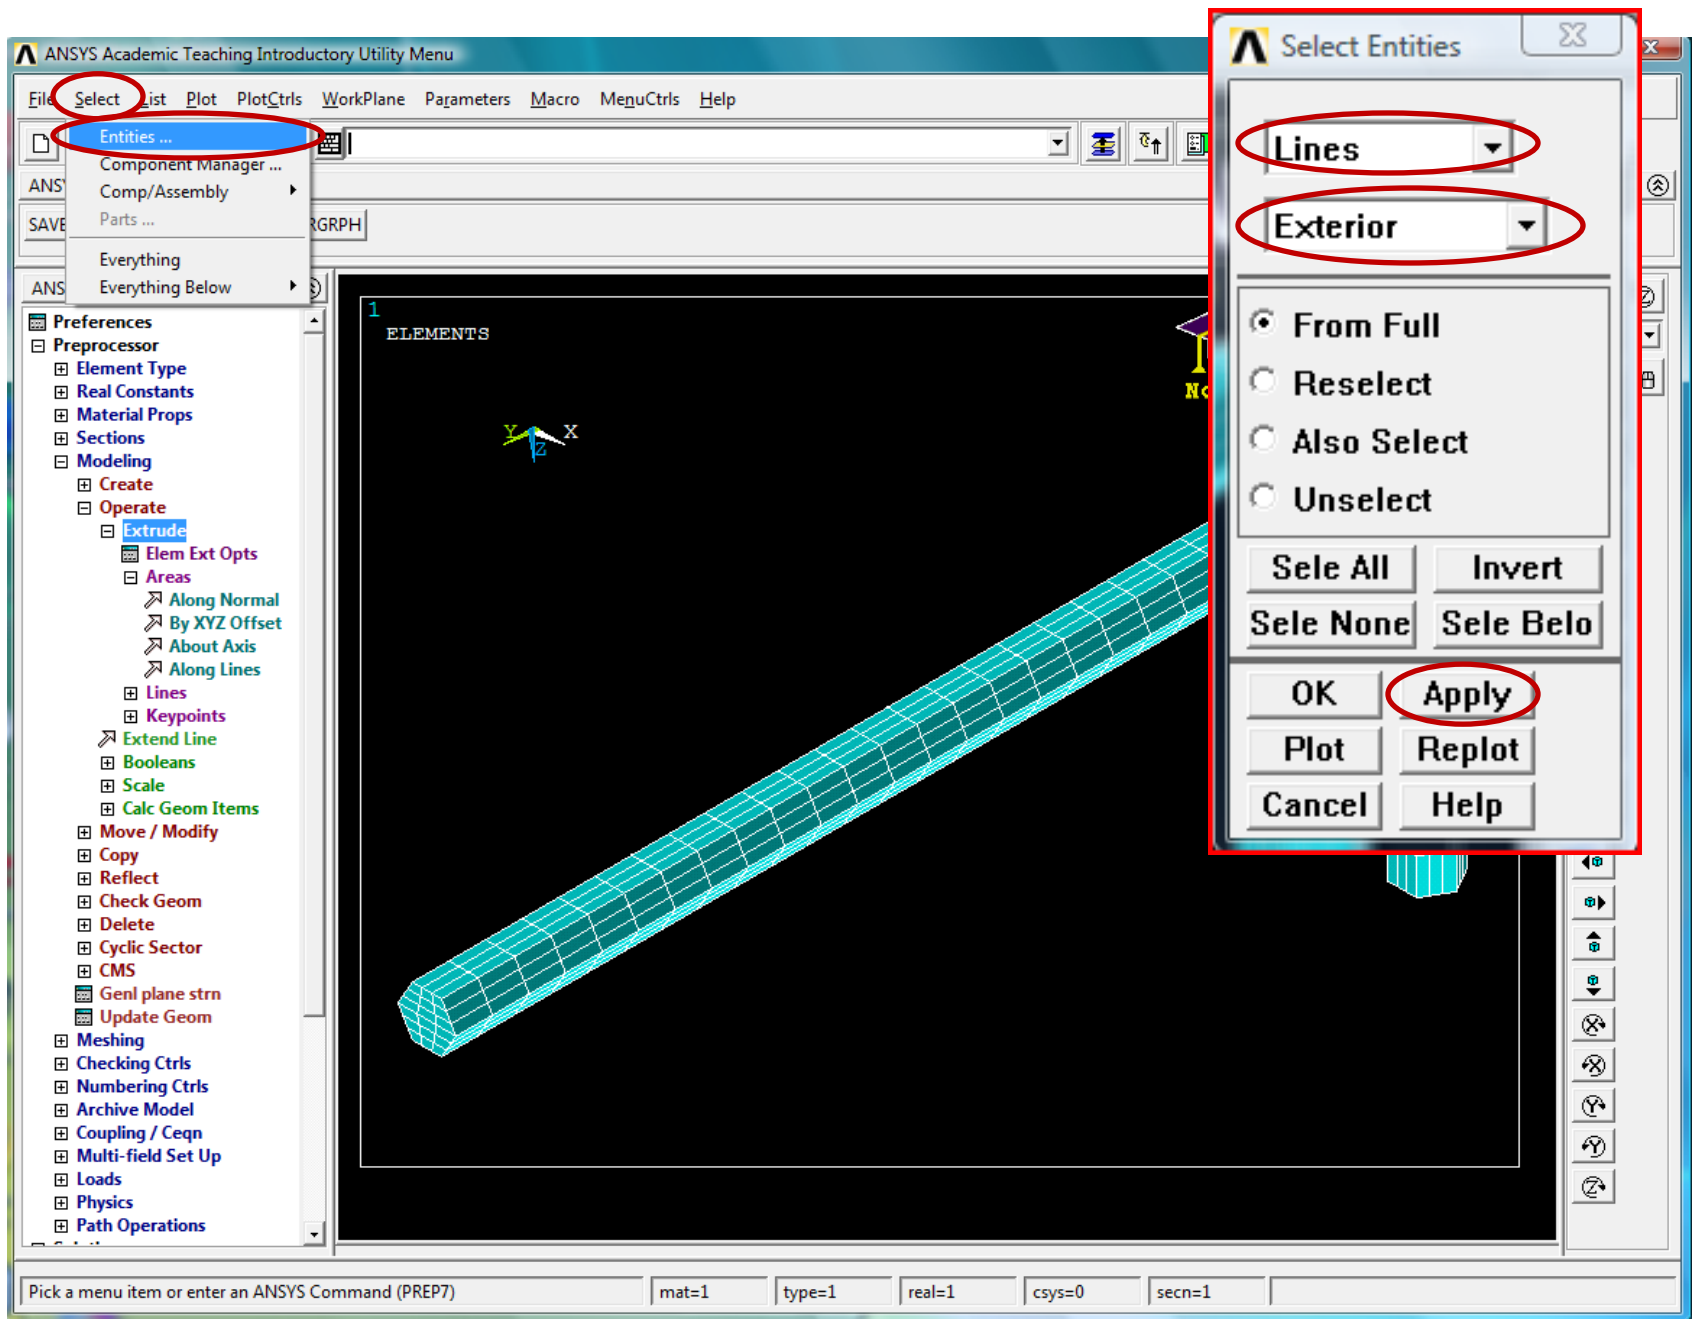 ANSYS Academic Teaching Introductory Utility Menu
File Select List Plot PlotCtrls WorkPlane Parameters Macro MenuCtrls Help
Entities ...
Component Manager ...
Comp/Assembly
Parts ...
Everything
Everything Below
ANS
SAVE
RGRPH
ANS
Preferences
Preprocessor
Element Type
Real Constants
Material Props
Sections
Modeling
Create
Operate
Extrude
Elem Ext Opts
Areas
Along Normal
By XYZ Offset
About Axis
Along Lines
Lines
Keypoints
Extend Line
Booleans
Scale
Calc Geom Items
Move / Modify
Copy
Reflect
Check Geom
Delete
Cyclic Sector
CMS
Genl plane strn
Update Geom
Meshing
Checking Ctrls
Numbering Ctrls
Archive Model
Coupling / Ceqn
Multi-field Set Up
Loads
Physics
Path Operations
1
ELEMENTS
Y X
Z
Select Entities
Lines
Exterior
From Full
Reselect
Also Select
Unselect
Sele All Invert
Sele None Sele Belo
OK Apply
Plot Replot
Cancel Help
X
X
Y
Y
Z
Pick a menu item or enter an ANSYS Command (PREP7) mat=1 type=1 real=1 csys=0 secn=1